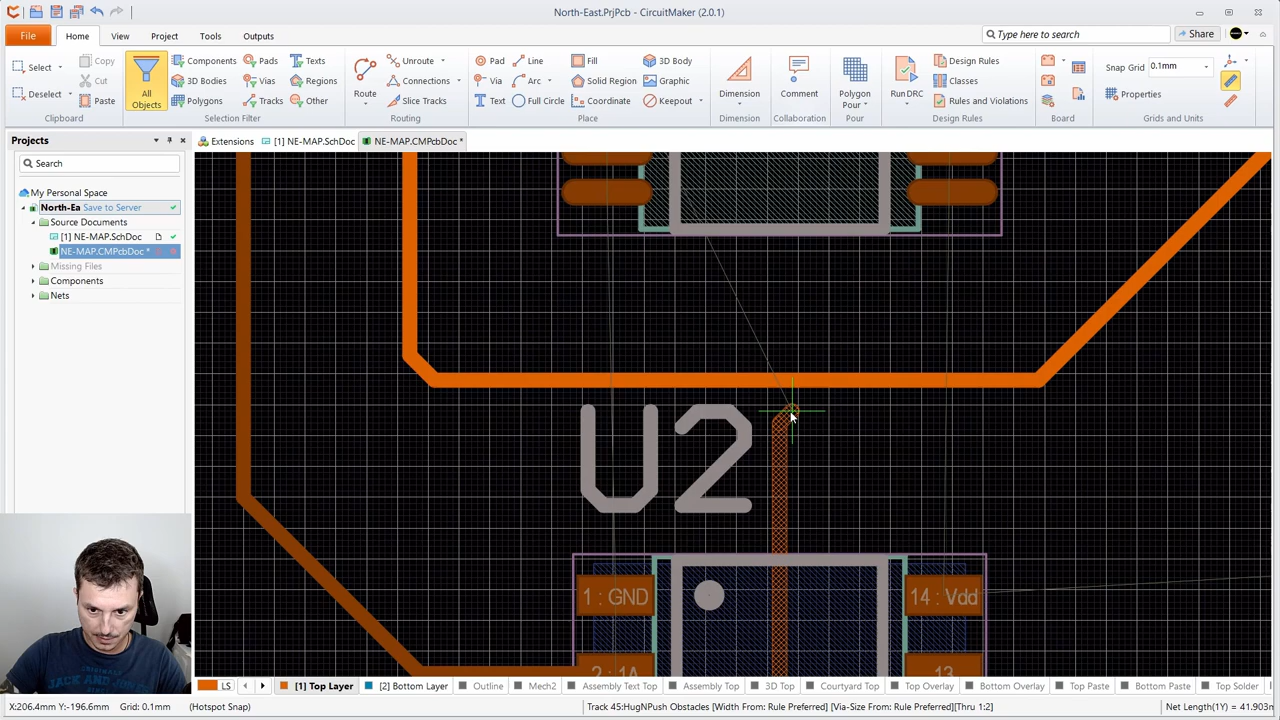 North-East.PrjPcb - CircuitMaker (2.0.1)
File Home View Project Tools Outputs
Type here to search
Share
Select Copy
Cut
Deselect Paste
Clipboard
All Objects
Components Pads Texts
3D Bodies Vias Regions
Polygons Tracks Other
Selection Filter
Route
Unroute
Connections
Slice Tracks
Routing
Pad Line Fill 3D Body
Via Arc Solid Region Graphic
Text Full Circle Coordinate Keepout
Place
Dimension
Dimension
Comment
Collaboration
Polygon Pour
Pour
Run DRC
Design Rules
Classes
Rules and Violations
Design Rules
Board
Snap Grid 0.1mm
Properties
Grids and Units
Projects
Extensions [1] NE-MAP.SchDoc NE-MAP.CMPcbDoc *
Search
My Personal Space
North-Ea Save to Server
Source Documents
[1] NE-MAP.SchDoc
NE-MAP.CMPcbDoc *
Missing Files
Components
Nets
U2
1 : GND
14 : Vdd
2 : 1A
13
LS [1] Top Layer [2] Bottom Layer Outline Mech2 Assembly Text Top Assembly Top 3D Top Courtyard Top Top Overlay Bottom Overlay Top Paste Bottom Paste Top Solder
X:206.4mm Y:-196.6mm Grid: 0.1mm (Hotspot Snap) Track 45:HugNPush Obstacles [Width From: Rule Preferred] [Via-Size From: Rule Preferred][Thru 1:2] Net Length(1Y) = 41.903m